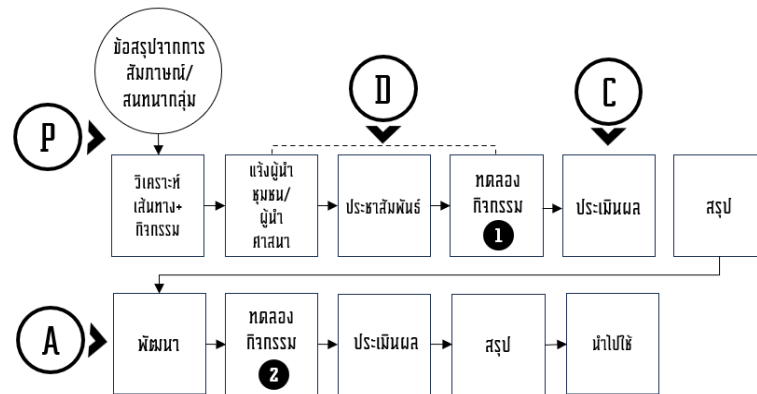 ข้อสรุปจากการ
สัมภาษณ์/
สนทนากลุ่ม
D
C
P
วิเคราะห์
เส้นทาง+
กิจกรรม
แจ้งผู้นำ
ชุมชน/
ผู้นำ
ศาสนา
ประชาสัมพันธ์
ทดลอง
กิจกรรม
1
ประเมินผล
สรุป
A
พัฒนา
ทดลอง
กิจกรรม
2
ประเมินผล
สรุป
นำไปใช้